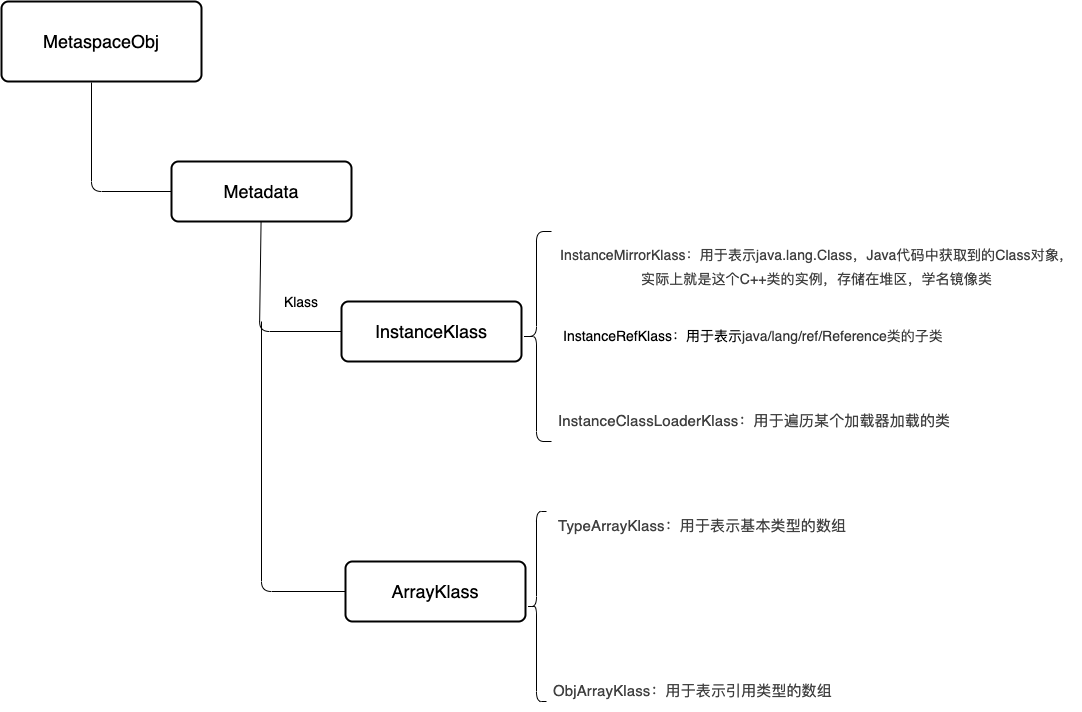 MetaspaceObj
Metadata
Klass
InstanceKlass
InstanceMirrorKlass：用于表示java.lang.Class，Java代码中获取到的Class对象，
实际上就是这个C++类的实例，存储在堆区，学名镜像类
InstanceRefKlass：用于表示java/lang/ref/Reference类的子类
InstanceClassLoaderKlass：用于遍历某个加载器加载的类
TypeArrayKlass：用于表示基本类型的数组
ArrayKlass
ObjArrayKlass：用于表示引用类型的数组